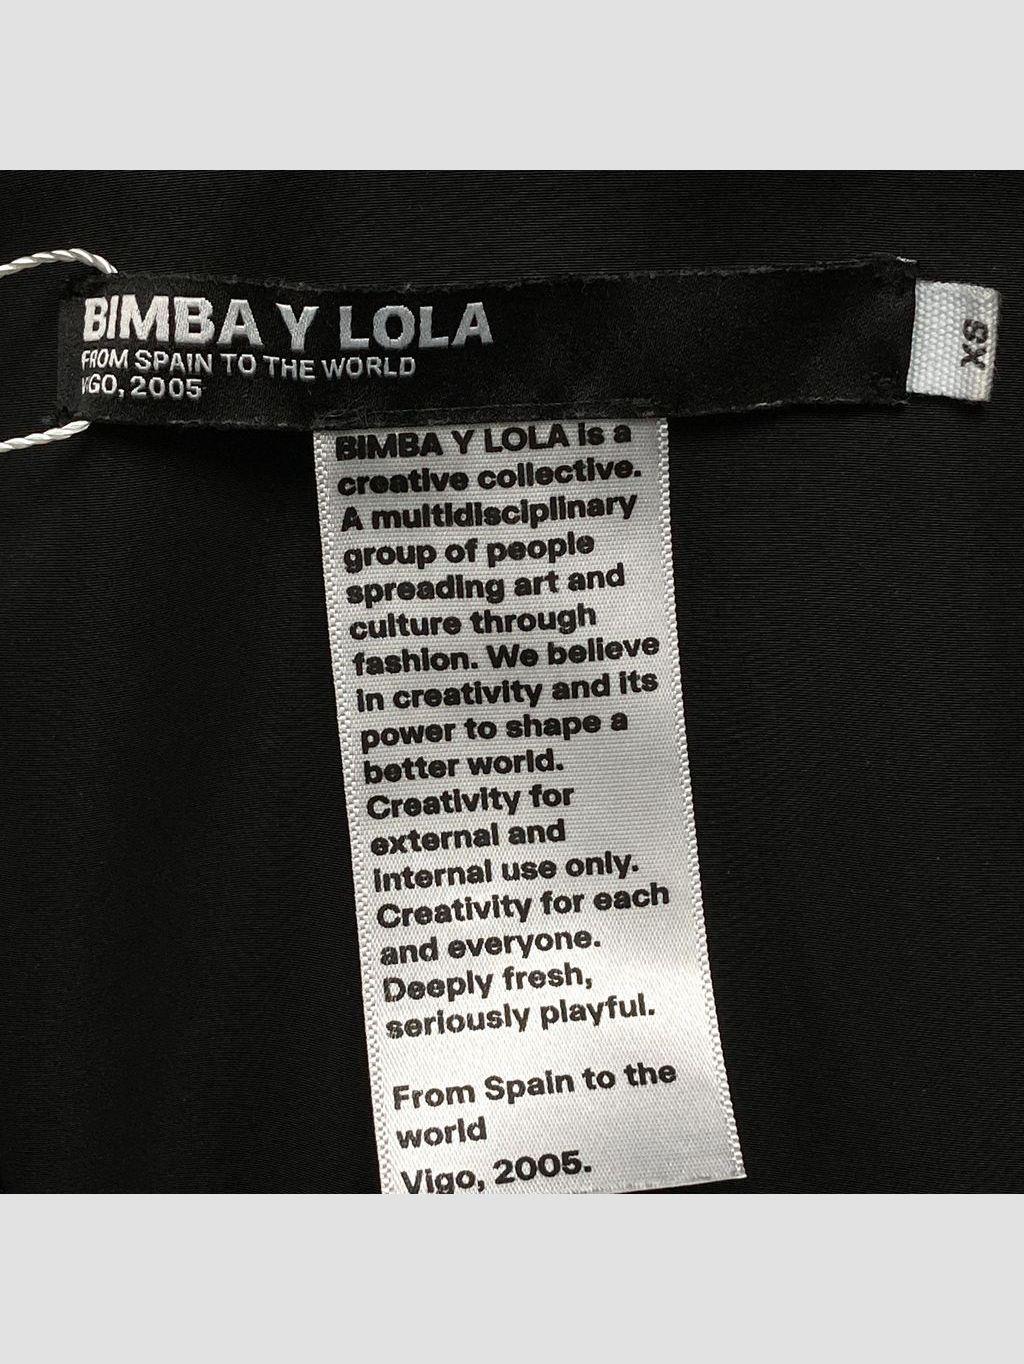 BIMBA Y LOLA
FROM SPAIN TO THE WORLD
VIGO, 2005
XS
BIMBA Y LOLA is a
creative collective.
A multidisciplinary
group of people
spreading art and
culture through
fashion. We believe
in creativity and its
power to shape a
better world.
Creativity for
external and
internal use only.
Creativity for each
and everyone.
Deeply fresh,
seriously playful.
From Spain to the
world
Vigo, 2005.